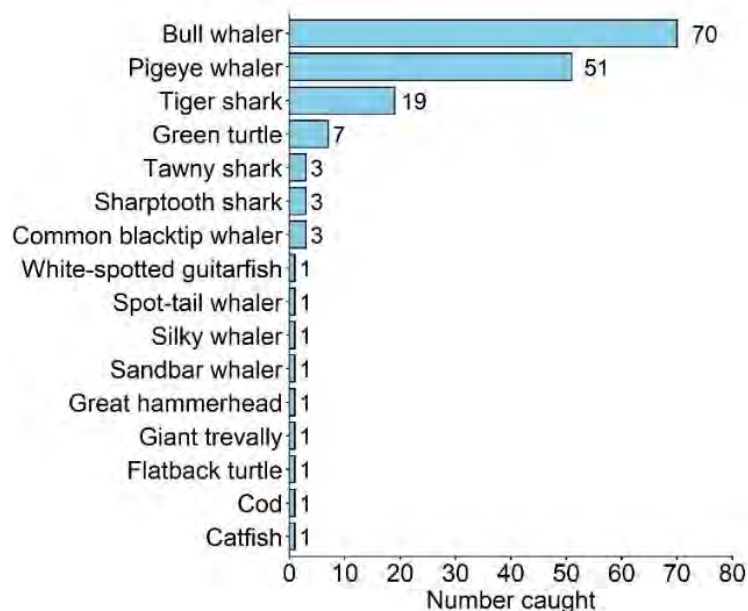 Bull whaler 70
Pigeye whaler 51
Tiger shark 19
Green turtle 7
Tawny shark 3
Sharptooth shark 3
Common blacktip whaler 3
White-spotted guitarfish 1
Spot-tail whaler 1
Silky whaler 1
Sandbar whaler 1
Great hammerhead 1
Giant trevally 1
Flatback turtle 1
Cod 1
Catfish 1
0 10 20 30 40 50 60 70 80
Number caught